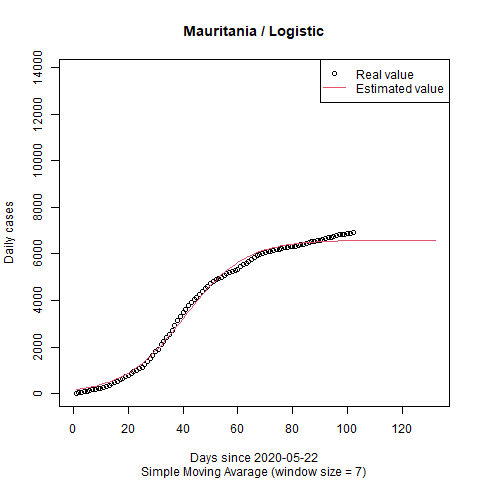 Mauritania / Logistic
Real value
Estimated value
Daily cases
14000
12000
10000
8000
6000
4000
2000
0
0 20 40 60 80 100 120
Days since 2020-05-22
Simple Moving Avarage (window size = 7)